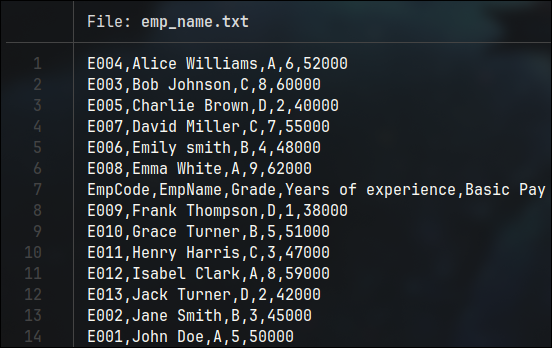 File: emp_name.txt
1 E004,Alice Williams,A,6,52000
2 E003,Bob Johnson,C,8,60000
3 E005,Charlie Brown,D,2,40000
4 E007,David Miller,C,7,55000
5 E006,Emily smith,B,4,48000
6 E008,Emma White,A,9,62000
7 EmpCode,EmpName,Grade,Years of experience,Basic Pay
8 E009,Frank Thompson,D,1,38000
9 E010,Grace Turner,B,5,51000
10 E011,Henry Harris,C,3,47000
11 E012,Isabel Clark,A,8,59000
12 E013,Jack Turner,D,2,42000
13 E002,Jane Smith,B,3,45000
14 E001,John Doe,A,5,50000